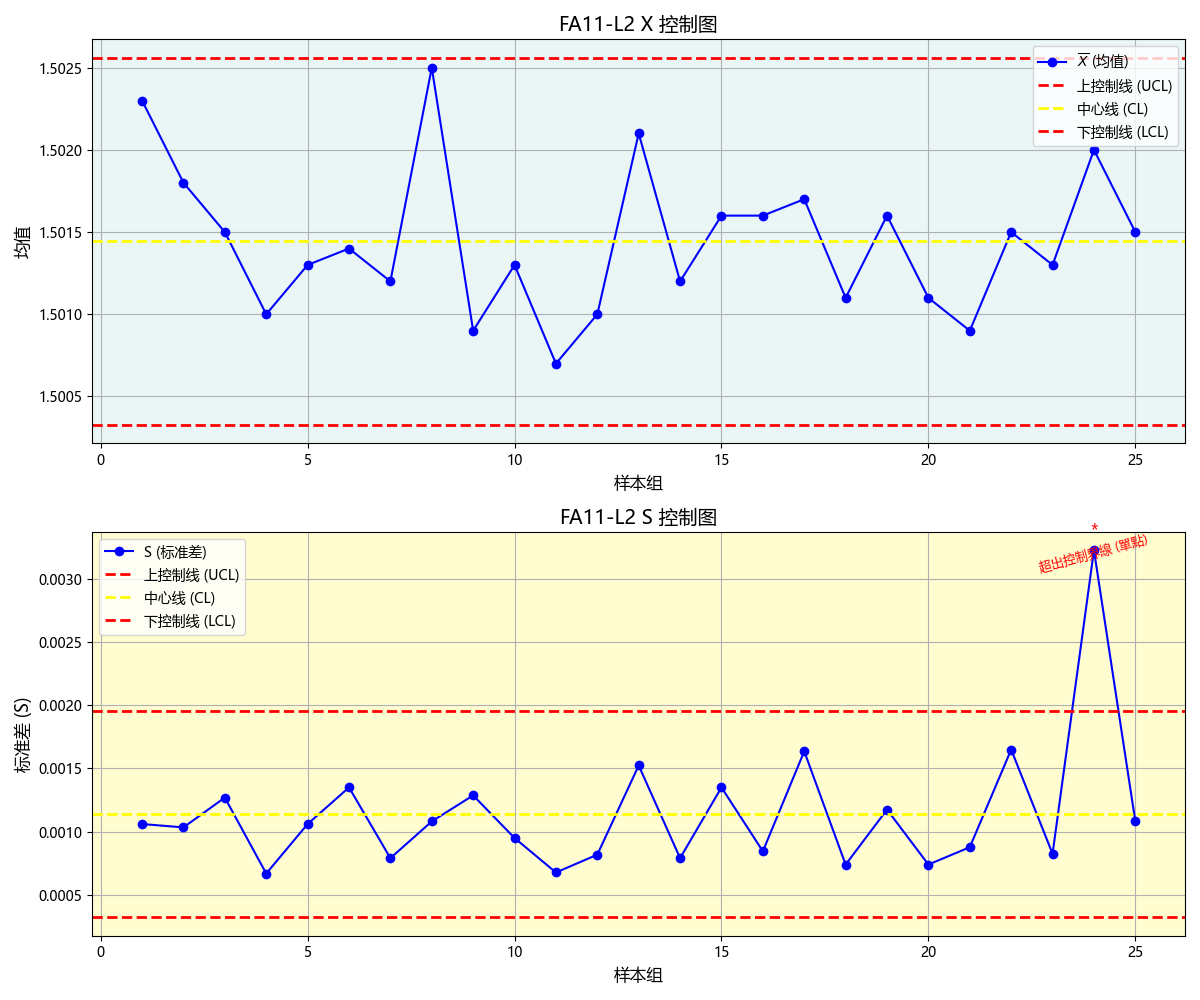 FA11-L2 X 控制图
X (均值)
上控制线 (UCL)
中心线 (CL)
下控制线 (LCL)
均值
1.5025
1.5020
1.5015
1.5010
1.5005
0 5 10 15 20 25
样本组
FA11-L2 S 控制图
*
超出控制界線 (單點)
S (标准差)
上控制线 (UCL)
中心线 (CL)
下控制线 (LCL)
标准差 (S)
0.0030
0.0025
0.0020
0.0015
0.0010
0.0005
0 5 10 15 20 25
样本组